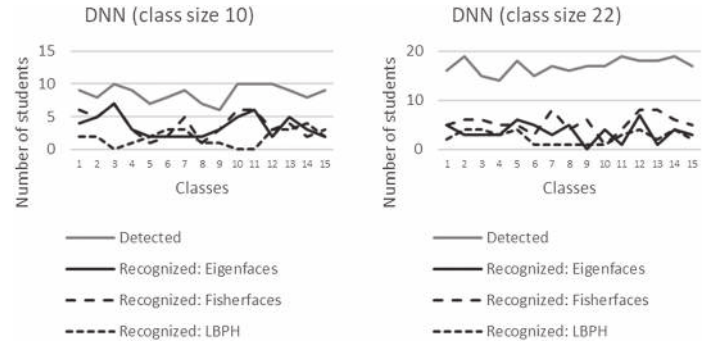 DNN (class size 10)
Number of students
15
10
5
0
1 2 3 4 5 6 7 8 9 10 11 12 13 14 15
Classes
Detected
Recognized: Eigenfaces
Recognized: Fisherfaces
Recognized: LBPH
DNN (class size 22)
Number of students
20
10
0
1 2 3 4 5 6 7 8 9 10 11 12 13 14 15
Classes
Detected
Recognized: Eigenfaces
Recognized: Fisherfaces
Recognized: LBPH